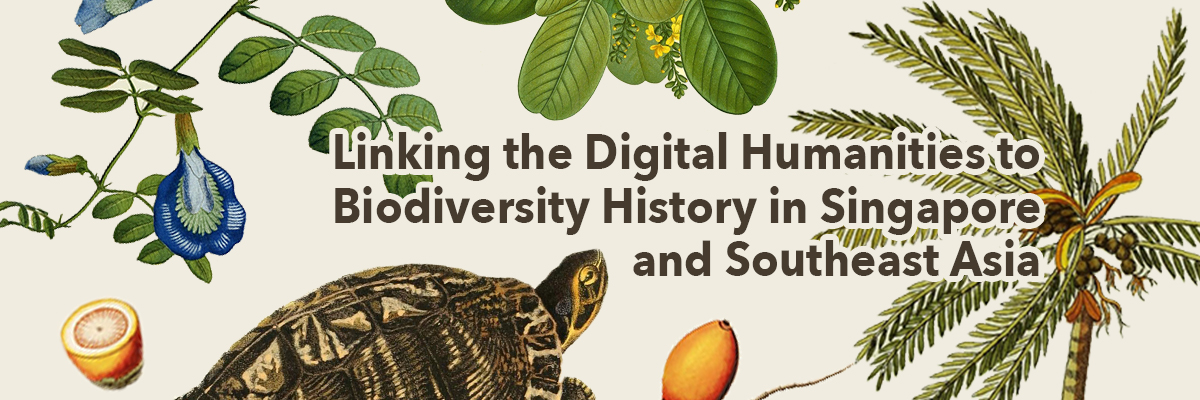 Linking the Digital Humanities to
Biodiversity History in Singapore
and Southeast Asia